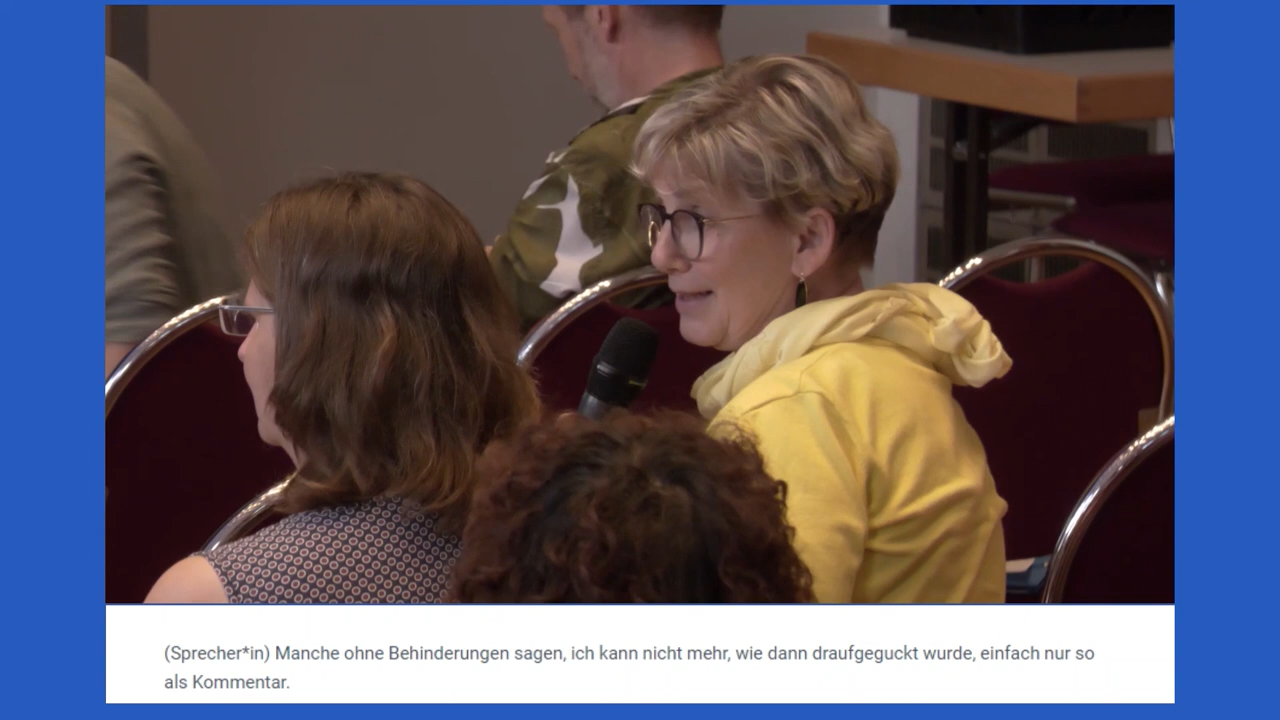 (Sprecher*in) Manche ohne Behinderungen sagen, ich kann nicht mehr, wie dann draufgeguckt wurde, einfach nur so
als Kommentar.